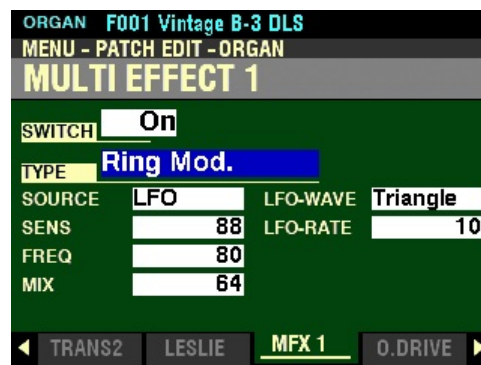 ORGAN F001 Vintage B-3 DLS
MENU - PATCH EDIT - ORGAN
MULTI EFFECT 1
SWITCH On
TYPE Ring Mod.
SOURCE LFO LFO-WAVE Triangle
SENS 88 LFO-RATE 10
FREQ 80
MIX 64
TRANS2 LESLIE MFX 1 O.DRIVE